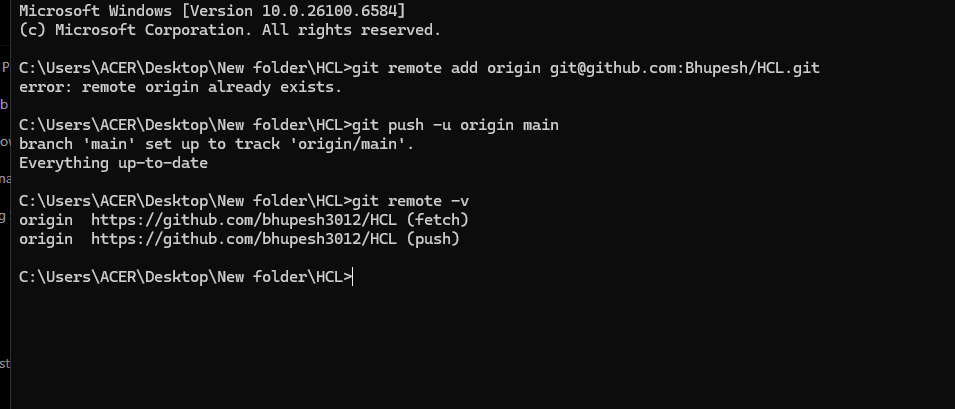 Microsoft Windows [Version 10.0.26100.6584]
(c) Microsoft Corporation. All rights reserved.
P
C:\Users\ACER\Desktop\New folder\HCL>git remote add origin git@github.com:Bhupesh/HCL.git
error: remote origin already exists.
b
C:\Users\ACER\Desktop\New folder\HCL>git push -u origin main
branch 'main' set up to track 'origin/main'.
Everything up-to-date
na
C:\Users\ACER\Desktop\New folder\HCL>git remote -v
g
origin  https://github.com/bhupesh3012/HCL (fetch)
origin  https://github.com/bhupesh3012/HCL (push)
C:\Users\ACER\Desktop\New folder\HCL>
st